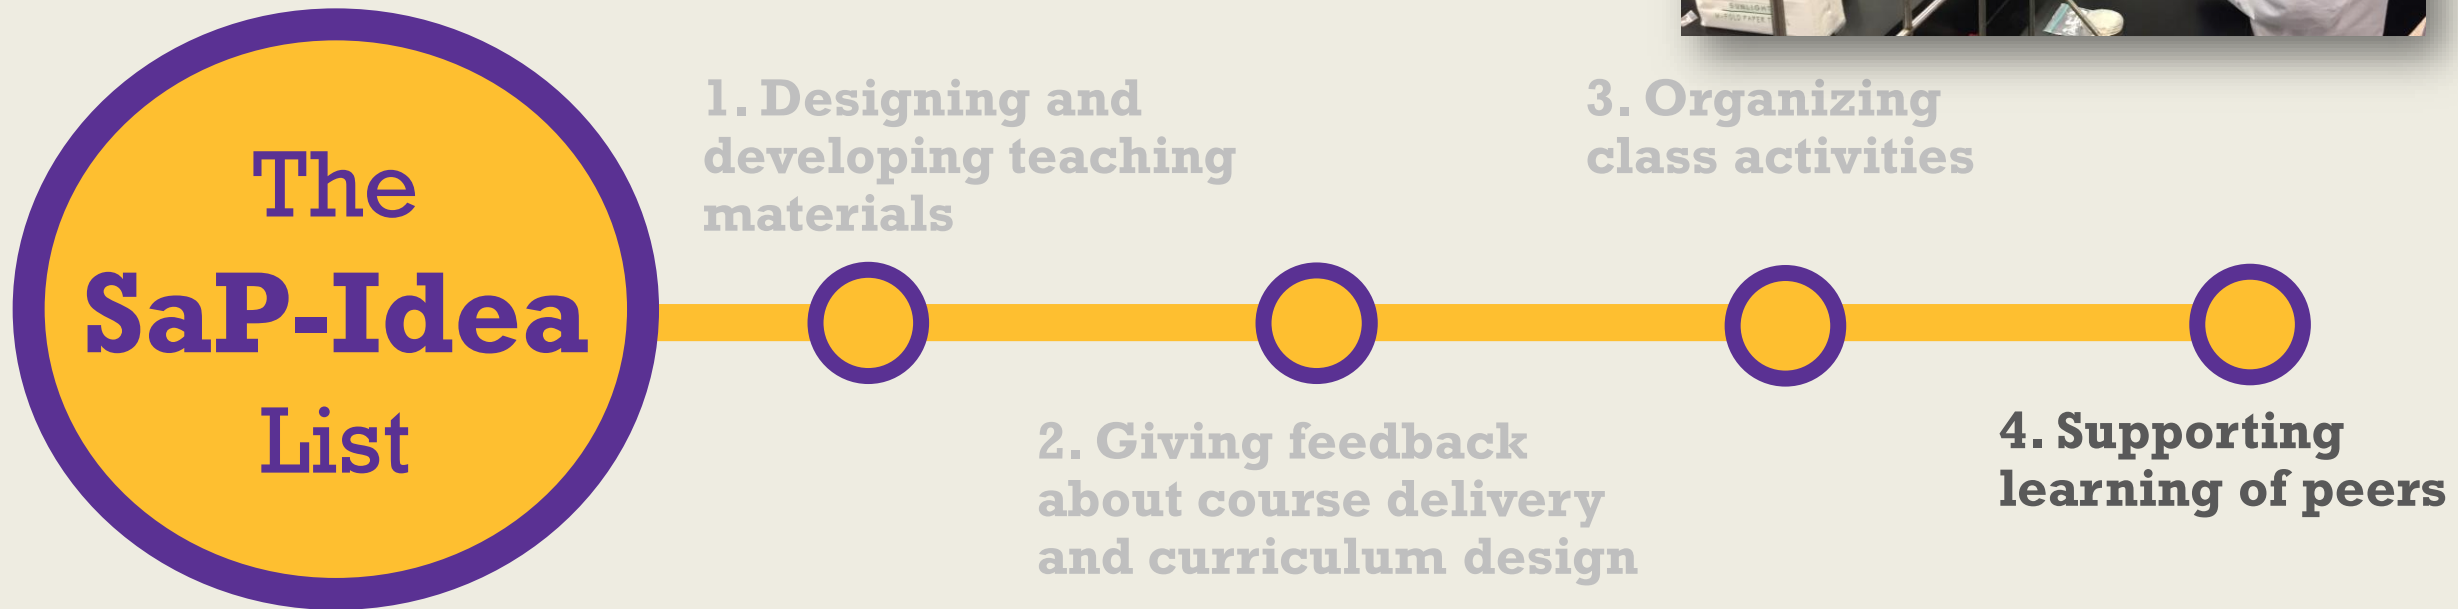 SUNLIGHT
The
SaP-Idea
List
1. Designing and
developing teaching
materials
2. Giving feedback
about course delivery
and curriculum design
3. Organizing
class activities
4. Supporting
learning of peers